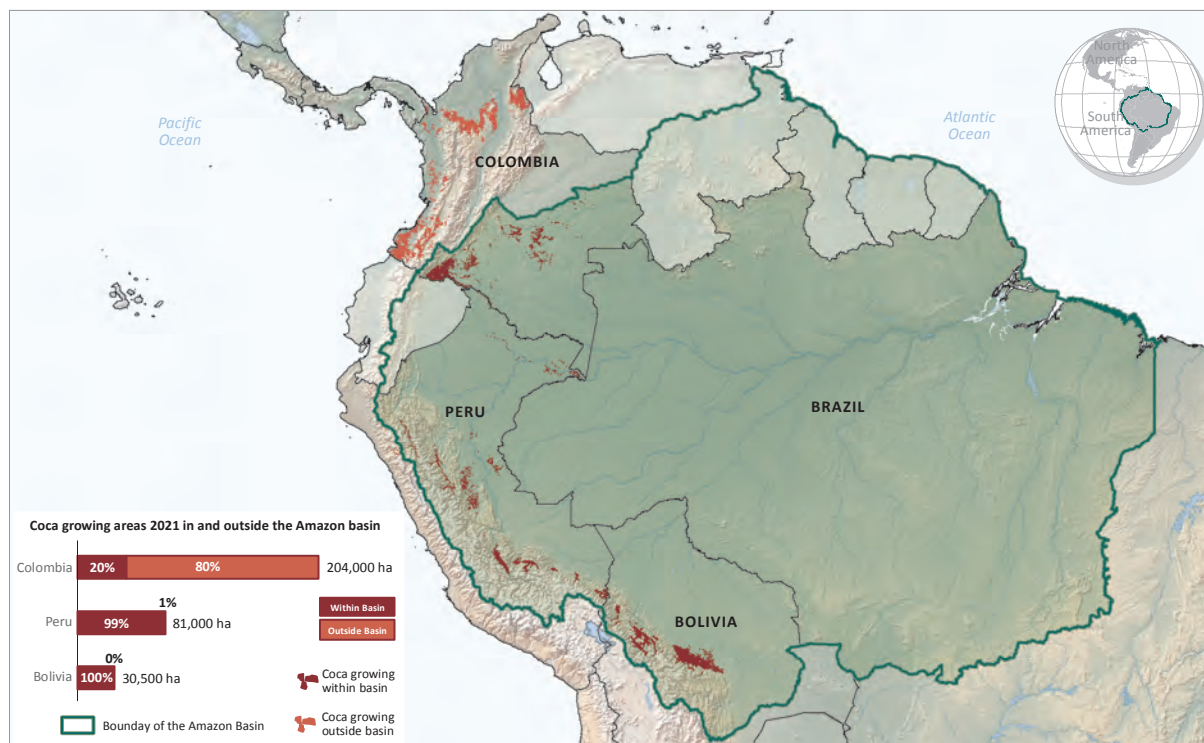 North
America
South
America
Pacific
Ocean
Atlantic
Ocean
COLOMBIA
PERU
BRAZIL
BOLIVIA
Coca growing areas 2021 in and outside the Amazon basin
Colombia 20% 80% 204,000 ha
1%
Peru 99% 81,000 ha
0%
Bolivia 100% 30,500 ha
Within Basin
Outside Basin
Coca growing
within basin
Bounday of the Amazon Basin
Coca growing
outside basin